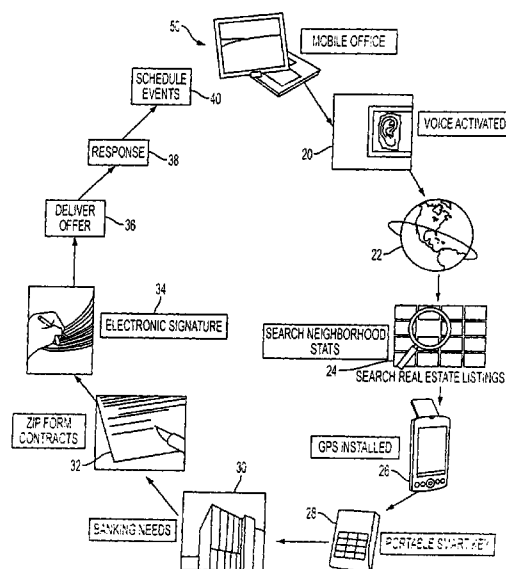 50
MOBILE OFFICE
SCHEDULE
EVENTS
40
VOICE ACTIVATED
20
RESPONSE
38
DELIVER
OFFER
36
22
34
ELECTRONIC SIGNATURE
SEARCH NEIGHBORHOOD
STATS
24
SEARCH REAL ESTATE LISTINGS
ZIP FORM
CONTRACTS
32
GPS INSTALLED
26
30
28
BANKING NEEDS
PORTABLE SMART KEY